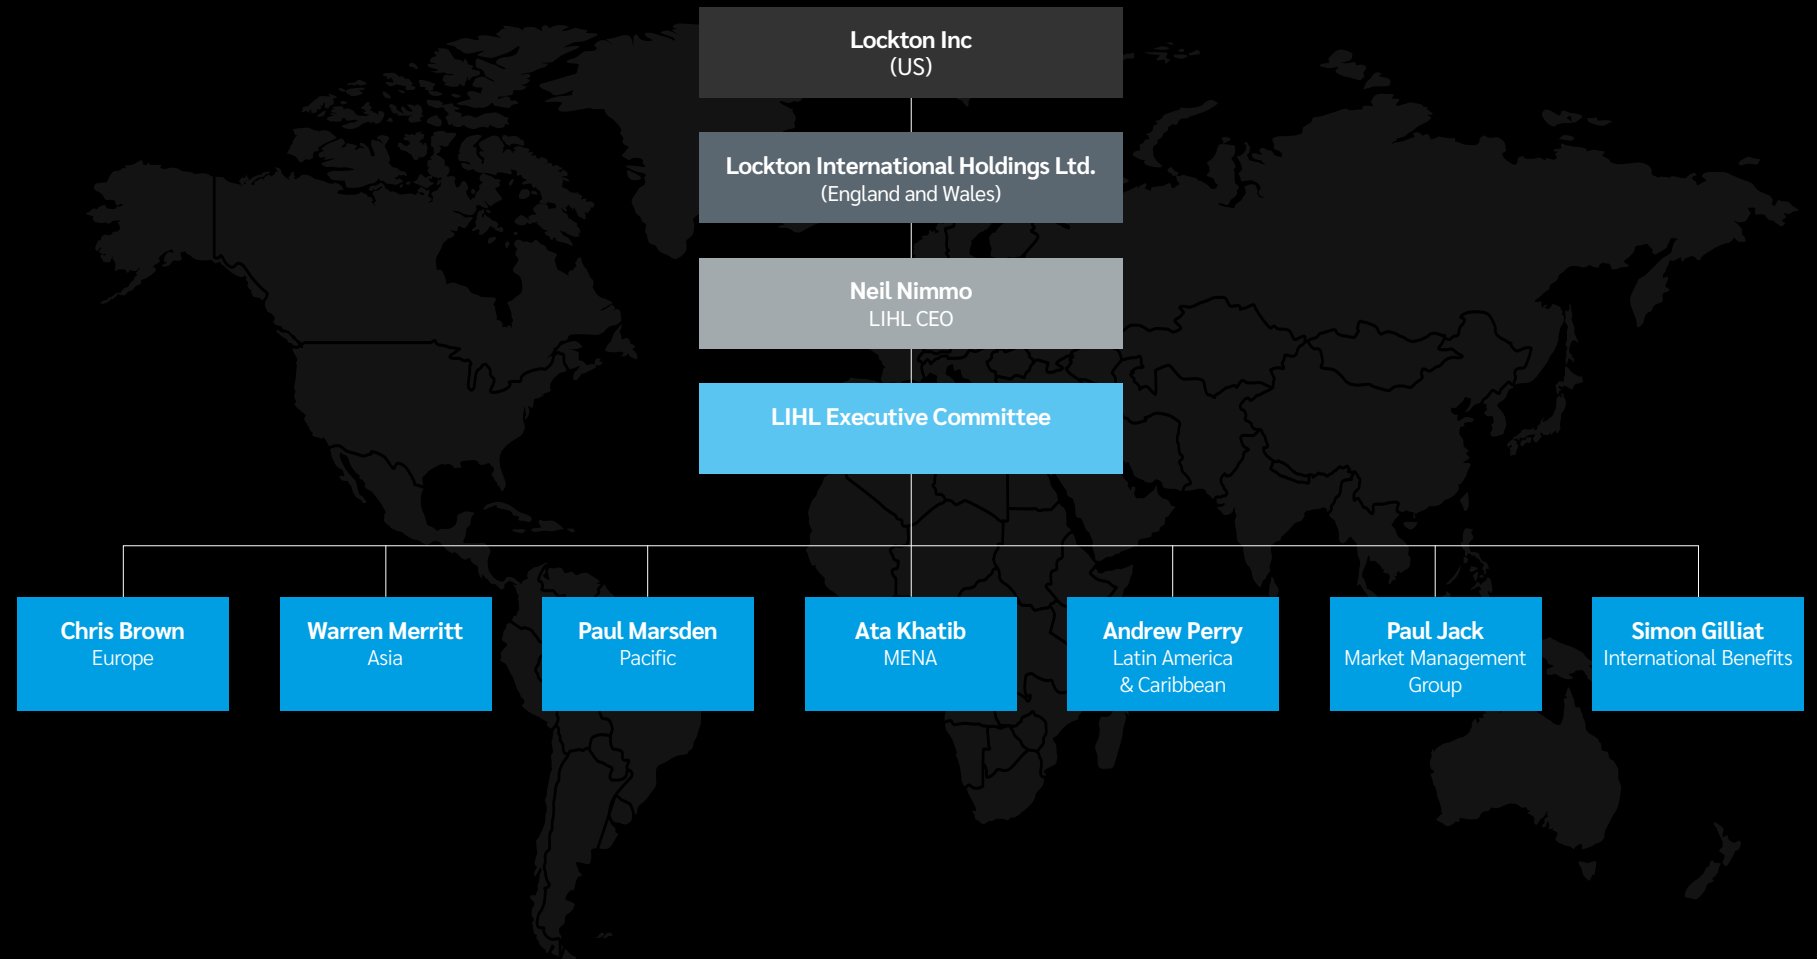 Lockton Inc
(US)
Lockton International Holdings Ltd.
(England and Wales)
Neil Nimmo
LIHL CEO
LIHL Executive Committee
Chris Brown
Europe
Warren Merritt
Asia
Paul Marsden
Pacific
Ata Khatib
MENA
Andrew Perry
Latin America
& Caribbean
Paul Jack
Market Management
Group
Simon Gilliat
International Benefits